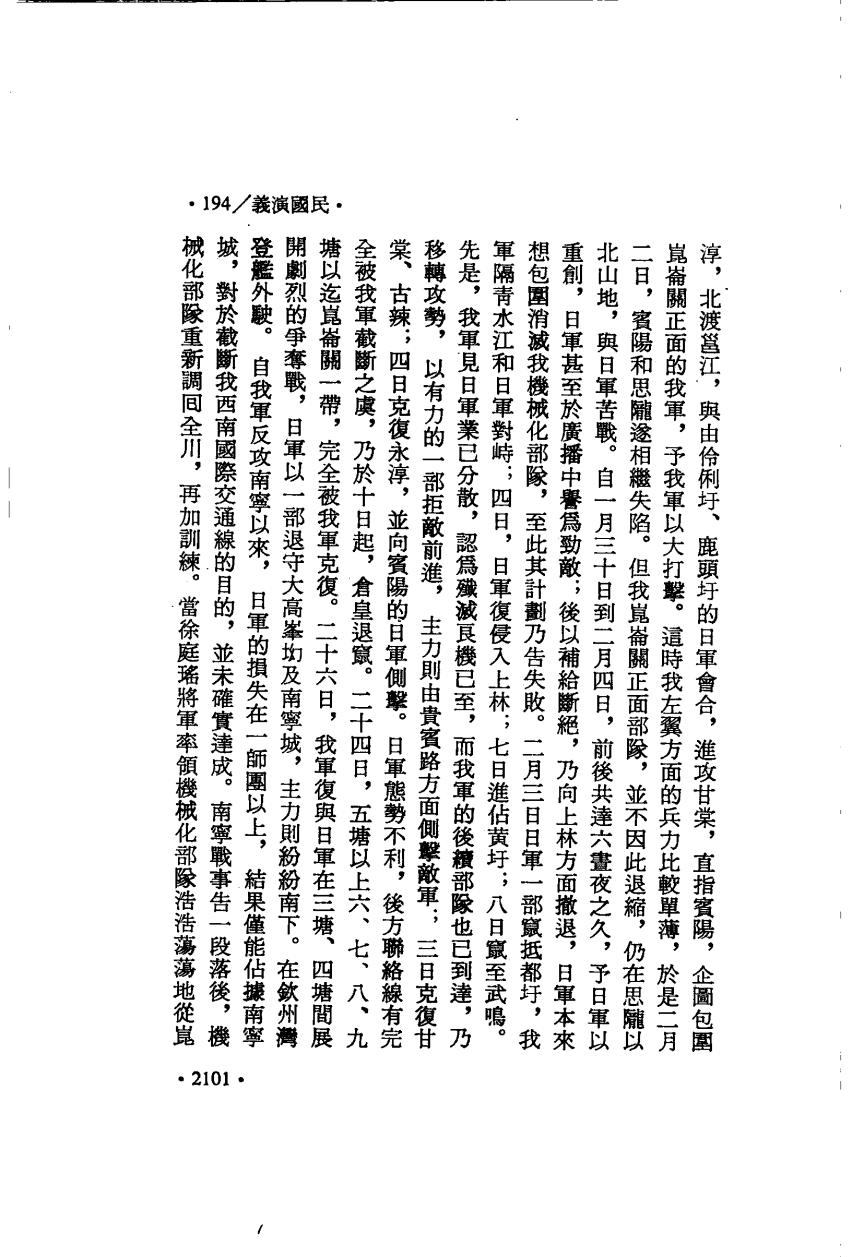 ・194／義演國民・
淳，北渡邕江，與由伶俐圩、鹿頭圩的日軍會合，進攻甘棠，直指賓陽，企圖包圍
崑崙關正面的我軍，予我軍以大打擊。這時我左翼方面的兵力比較單薄，於是二月
二日，賓陽和思隴遂相繼失陷。但我崑崙關正面部隊，並不因此退縮，仍在思隴以
北山地，與日軍苦戰。自一月三十日到二月四日，前後共達六晝夜之久，予日軍以
重創，日軍甚至於廣播中譽爲勁敵；後以補給斷絕，乃向上林方面撤退，日軍本來
想包圍消滅我機械化部隊，至此其計劃乃告失敗。二月三日日軍一部竄抵都圩，我
軍隔靑水江和日軍對峙；四日，日軍復侵入上林；七日進佔黃圩；八日竄至武鳴。
先是，我軍見日軍業已分散，認爲殲滅良機已至，而我軍的後續部隊也已到達，乃
移轉攻勢，以有力的一部拒敵前進，主力則由貴賓路方面側擊敵軍；三日克復甘
棠、古辣；四日克復永淳，並向賓陽的日軍側擊。日軍態勢不利，後方聯絡線有完
全被我軍截斷之虞，乃於十日起，倉皇退竄。二十四日，五塘以上六、七、八、九
塘以迄崑崙關一帶，完全被我軍克復。二十六日，我軍復與日軍在三塘、四塘間展
開劇烈的爭奪戰，日軍以一部退守大高峯坳及南寧城，主力則紛紛南下。在欽州灣
登艦外駛。自我軍反攻南寧以來，日軍的損失在一師團以上，結果僅能佔據南寧
城，對於截斷我西南國際交通線的目的，並未確實達成。南寧戰事告一段落後，機
械化部隊重新調囘全川，再加訓練。當徐庭瑤將軍率領機械化部隊浩浩蕩蕩地從崑
・2101・